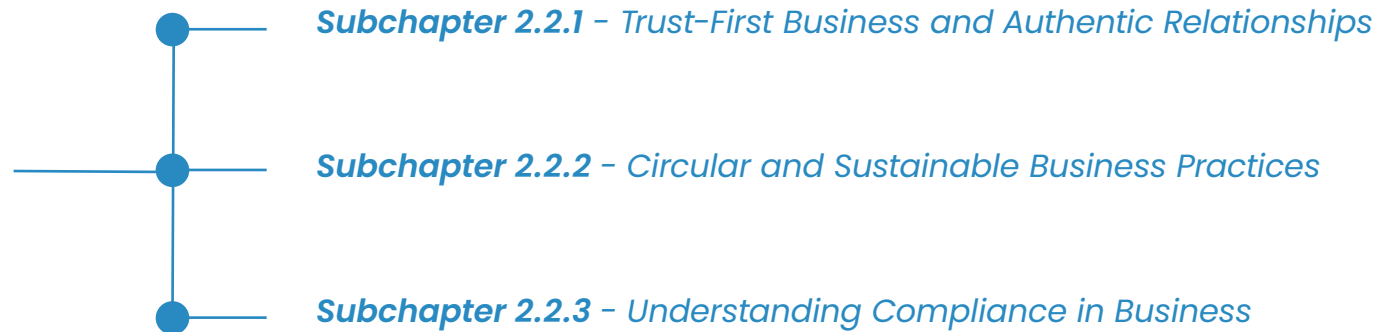 Subchapter 2.2.1 - Trust-First Business and Authentic Relationships
Subchapter 2.2.2 - Circular and Sustainable Business Practices
Subchapter 2.2.3 - Understanding Compliance in Business